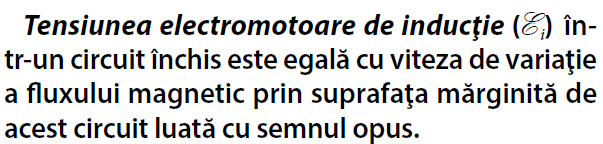 Tensiunea electromotoare de inducţie (ℰi) în-
tr-un circuit închis este egală cu viteza de variaţie
a fluxului magnetic prin suprafaţa mărginită de
acest circuit luată cu semnul opus.